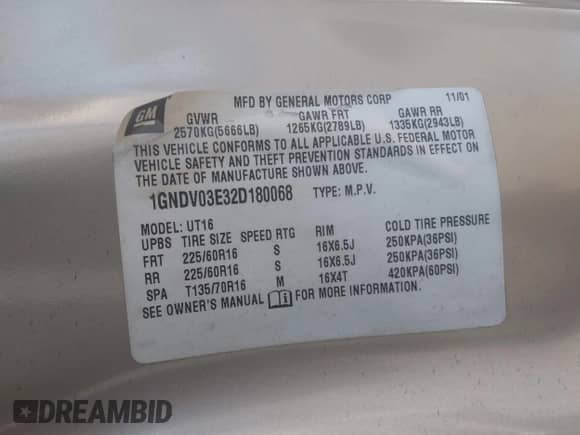 MFD BY GENERAL MOTORS CORP 11/01
GM
GVWR GAWR FRT GAWR RR
2570KG(5666LB) 1265KG(2789LB) 1335KG(2943LB)
THIS VEHICLE CONFORMS TO ALL APPLICABLE U.S. FEDERAL MOTOR
VEHICLE SAFETY AND THEFT PREVENTION STANDARDS IN EFFECT ON
THE DATE OF MANUFACTURE SHOWN ABOVE.
1GNDV03E32D180068 TYPE: M.P.V.
MODEL: UT16
UPBS TIRE SIZE SPEED RTG RIM COLD TIRE PRESSURE
FRT 225/60R16 S 16X6.5J 250KPA(36PSI)
RR 225/60R16 S 16X6.5J 250KPA(36PSI)
SPA T135/70R16 M 16X4T 420KPA(60PSI)
SEE OWNER'S MANUAL FOR MORE INFORMATION.
DREAMBID